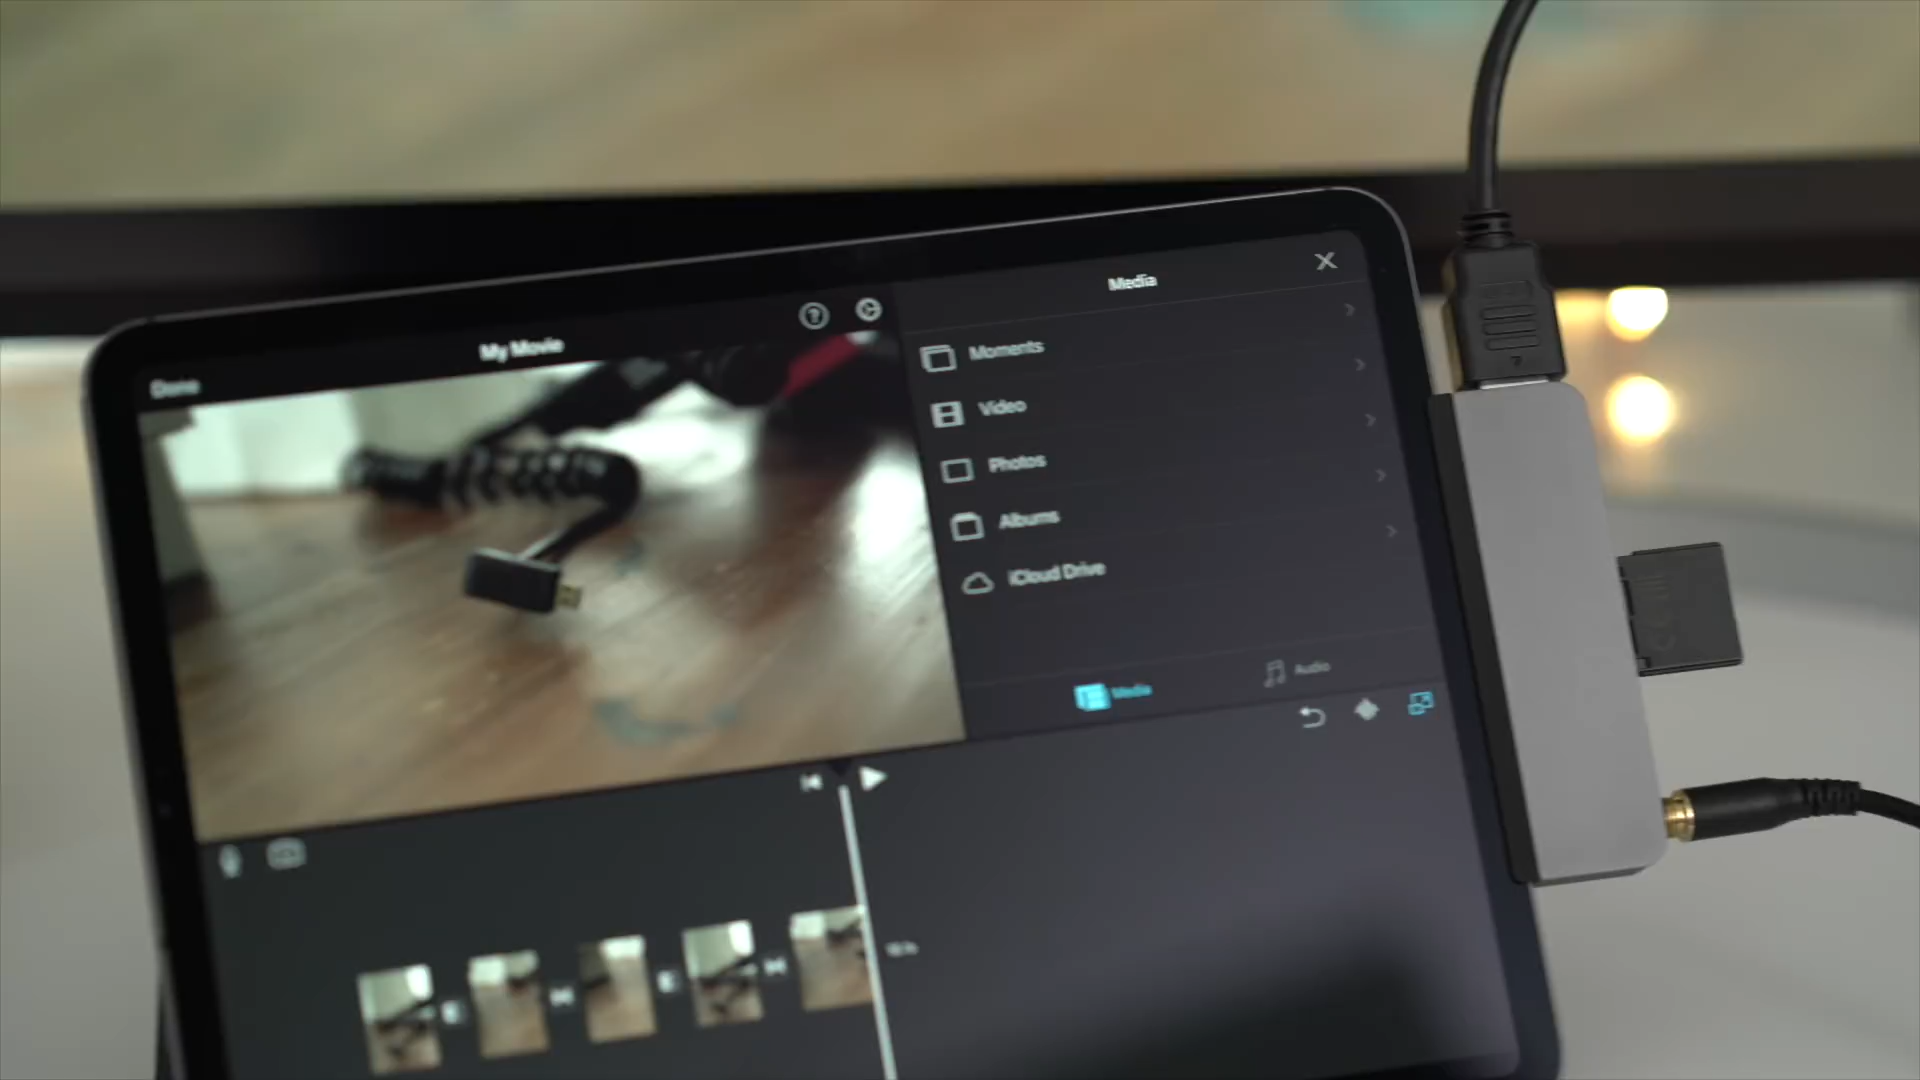 Media
My Movie
Done
Moments
Video
Photos
Albums
iCloud Drive
Media
Audio